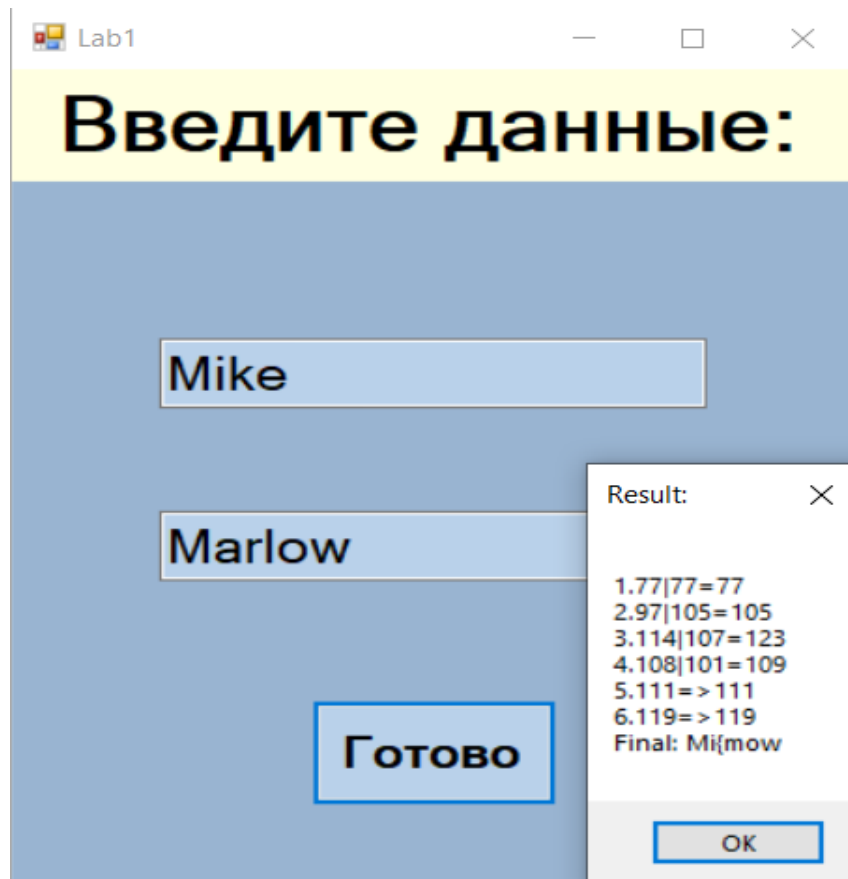 Lab1
Введите данные:
Mike
Marlow
Готово
Result:
1.77|77=77
2.97|105=105
3.114|107=123
4.108|101=109
5.111=>111
6.119=>119
Final: Mi{mow
OK